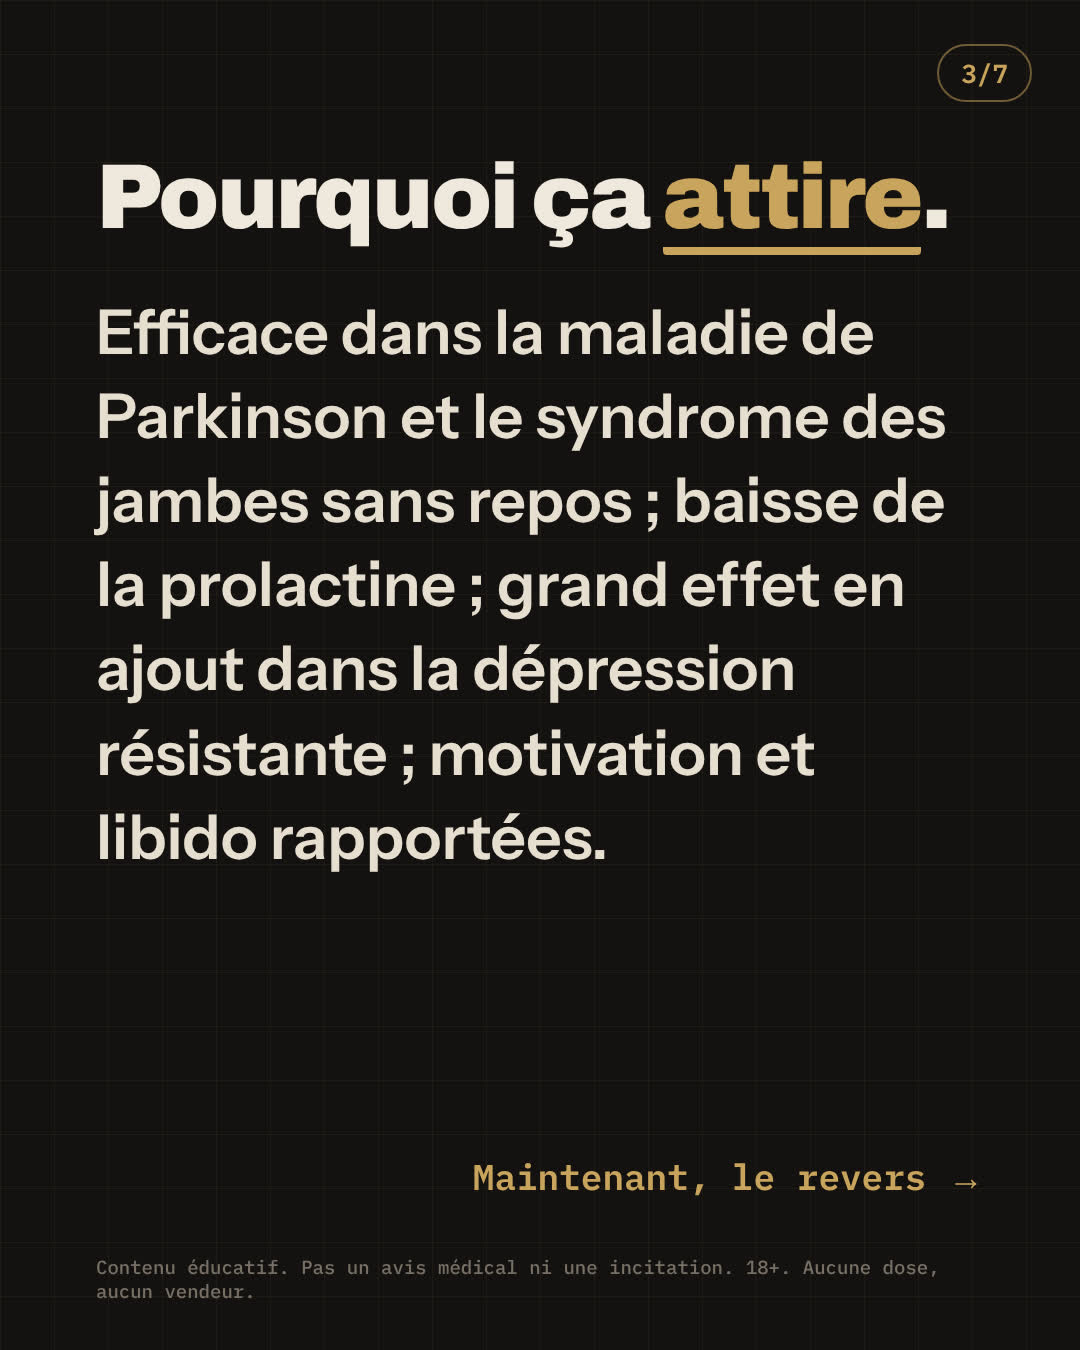 3/7
Pourquoi ça attire.
Efficace dans la maladie de
Parkinson et le syndrome des
jambes sans repos ; baisse de
la prolactine ; grand effet en
ajout dans la dépression
résistante ; motivation et
libido rapportées.
Maintenant, le revers →
Contenu éducatif. Pas un avis médical ni une incitation. 18+. Aucune dose,
aucun vendeur.